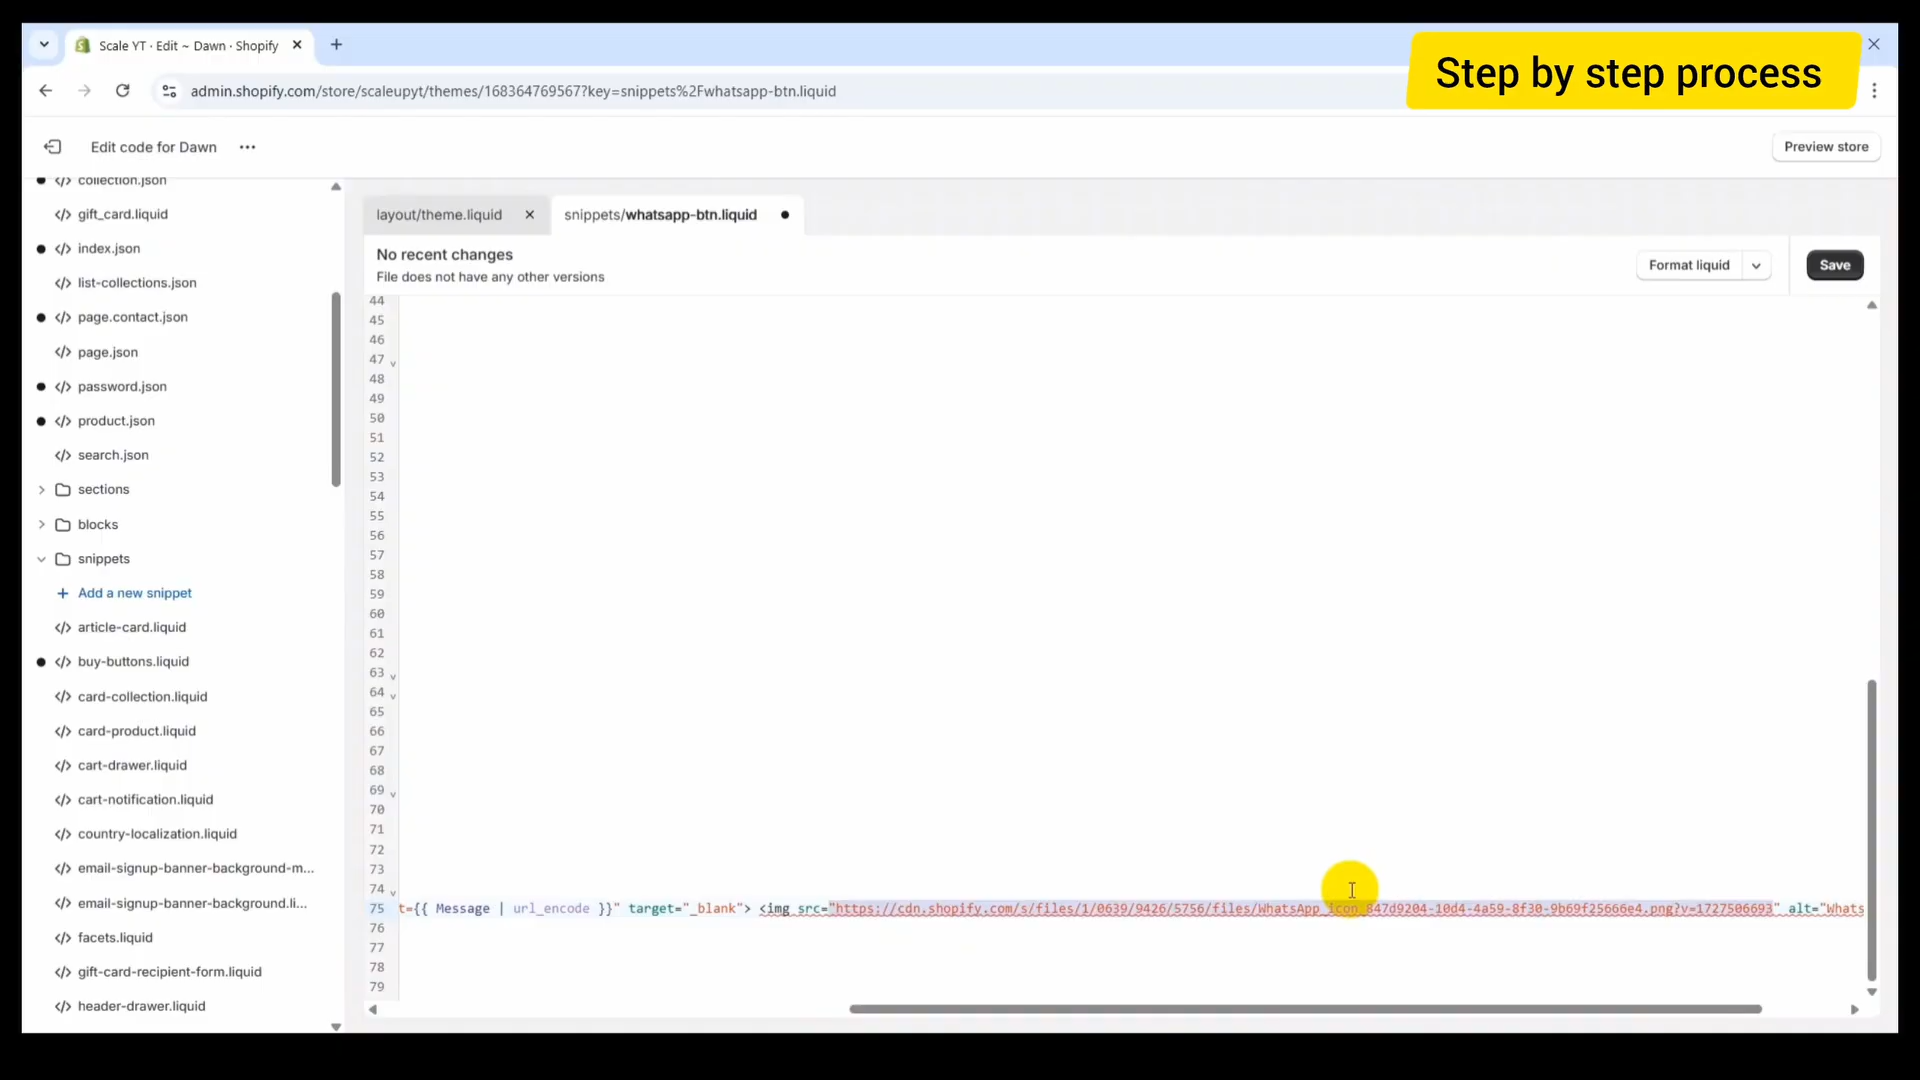 Scale YT · Edit ~ Dawn · Shopify
Step by step process
admin.shopify.com/store/scaleupyt/themes/168364769567?key=snippets%2Fwhatsapp-btn.liquid
Edit code for Dawn
Preview store
collection.json
gift_card.liquid
index.json
list-collections.json
page.contact.json
page.json
password.json
product.json
search.json
sections
blocks
snippets
+ Add a new snippet
article-card.liquid
buy-buttons.liquid
card-collection.liquid
card-product.liquid
cart-drawer.liquid
cart-notification.liquid
country-localization.liquid
email-signup-banner-background-m...
email-signup-banner-background.li...
facets.liquid
gift-card-recipient-form.liquid
header-drawer.liquid
layout/theme.liquid
snippets/whatsapp-btn.liquid
No recent changes
File does not have any other versions
Format liquid
Save
44
45
46
47
48
49
50
51
52
53
54
55
56
57
58
59
60
61
62
63
64
65
66
67
68
69
70
71
72
73
74
75 t={{ Message | url_encode }}" target="_blank"> <img src="https://cdn.shopify.com/s/files/1/0639/9426/5756/files/WhatsApp_icon_847d9204-10d4-4a59-8f30-9b69f25666e4.png?v=1727506693" alt="Whats
76
77
78
79